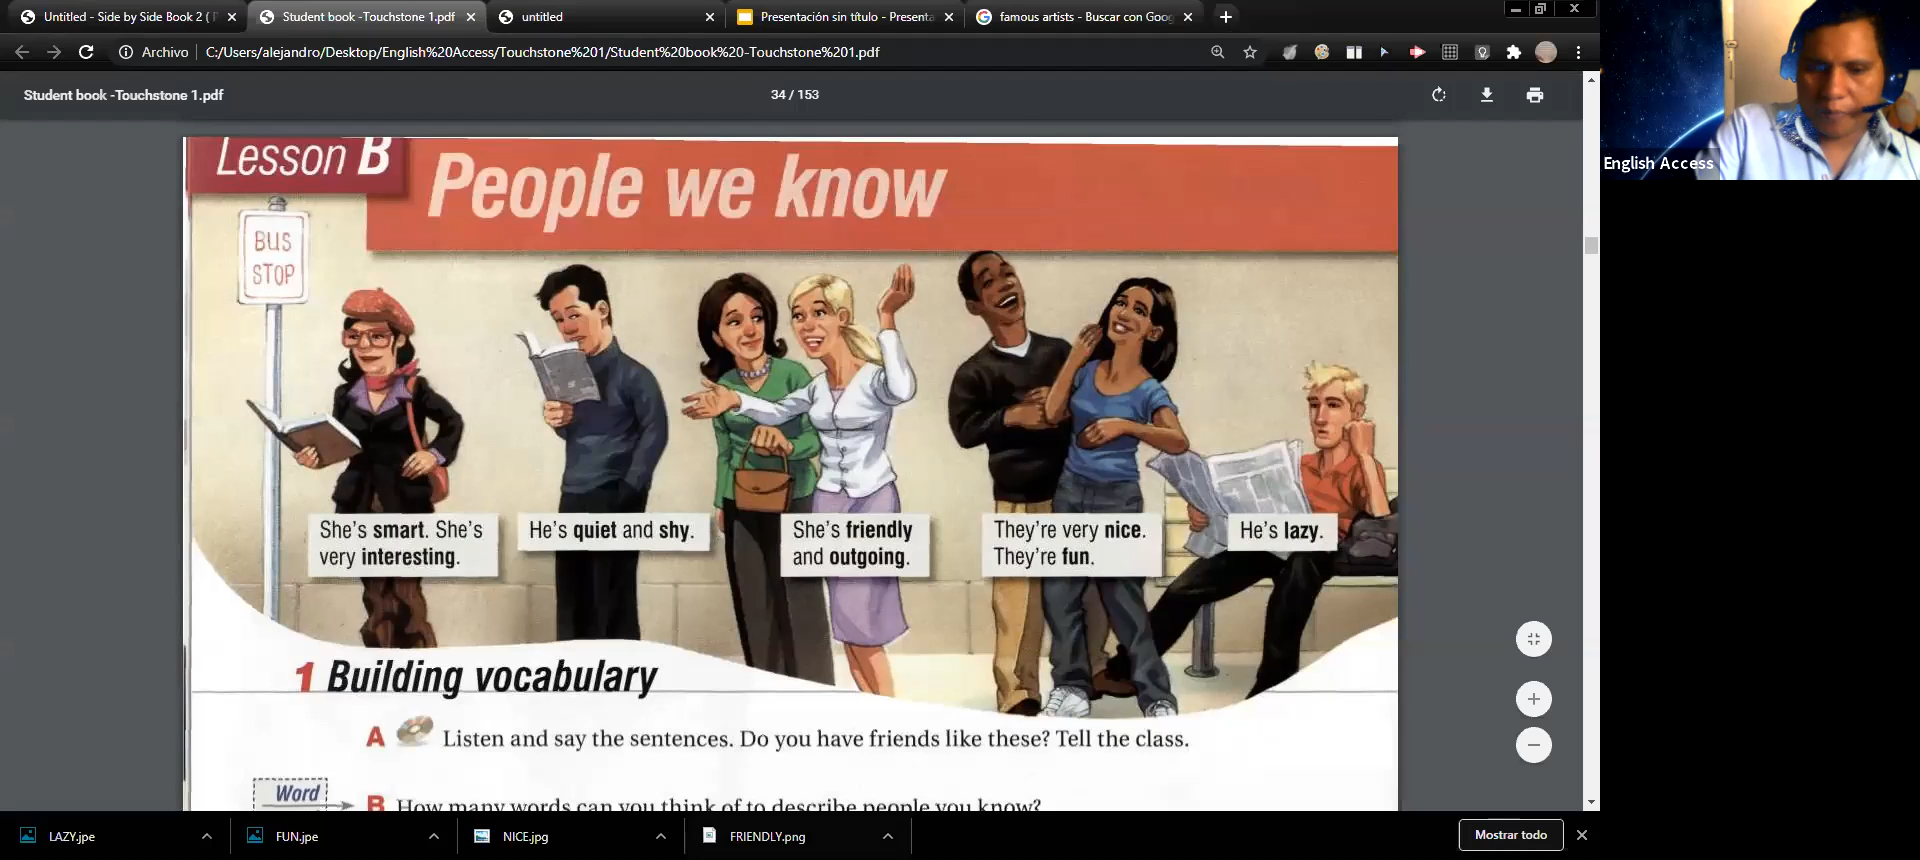 Untitled - Side by Side Book 2 (
Student book -Touchstone 1.pdf
untitled
Presentación sin título - Presenta
famous artists - Buscar con Goog
Archivo
C:/Users/alejandro/Desktop/English%20Access/Touchstone%201/Student%20book%20-Touchstone%201.pdf
Student book -Touchstone 1.pdf
34 / 153
English Access
Lesson B
People we know
BUS
STOP
She's smart. She's
very interesting.
He's quiet and shy.
She's friendly
and outgoing.
They're very nice.
They're fun.
He's lazy.
1 Building vocabulary
A Listen and say the sentences. Do you have friends like these? Tell the class.
Word
B How many words can you think of to describe people you know?
LAZY.jpe
FUN.jpe
NICE.jpg
FRIENDLY.png
Mostrar todo